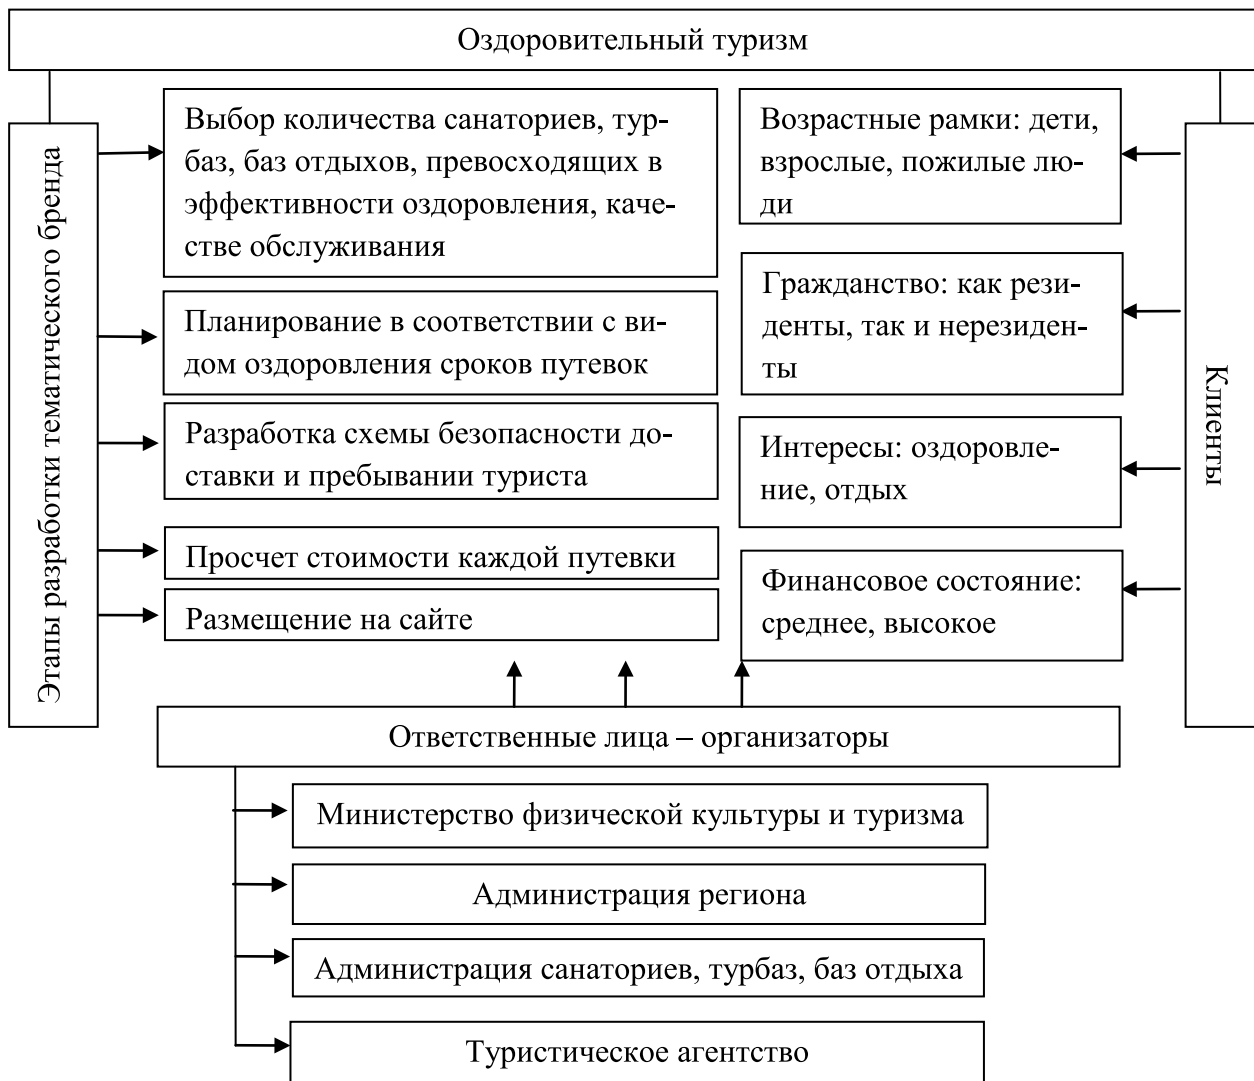 Оздоровительный туризм
Этапы разработки тематического бренда
Выбор количества санаториев, тур-
баз, баз отдыхов, превосходящих в
эффективности оздоровления, каче-
стве обслуживания
Планирование в соответствии с ви-
дом оздоровления сроков путевок
Разработка схемы безопасности до-
ставки и пребывании туриста
Просчет стоимости каждой путевки
Размещение на сайте
Возрастные рамки: дети,
взрослые, пожилые лю-
ди
Гражданство: как рези-
денты, так и нерезиден-
ты
Интересы: оздоровле-
ние, отдых
Финансовое состояние:
среднее, высокое
Клиенты
Ответственные лица – организаторы
Министерство физической культуры и туризма
Администрация региона
Администрация санаториев, турбаз, баз отдыха
Туристическое агентство